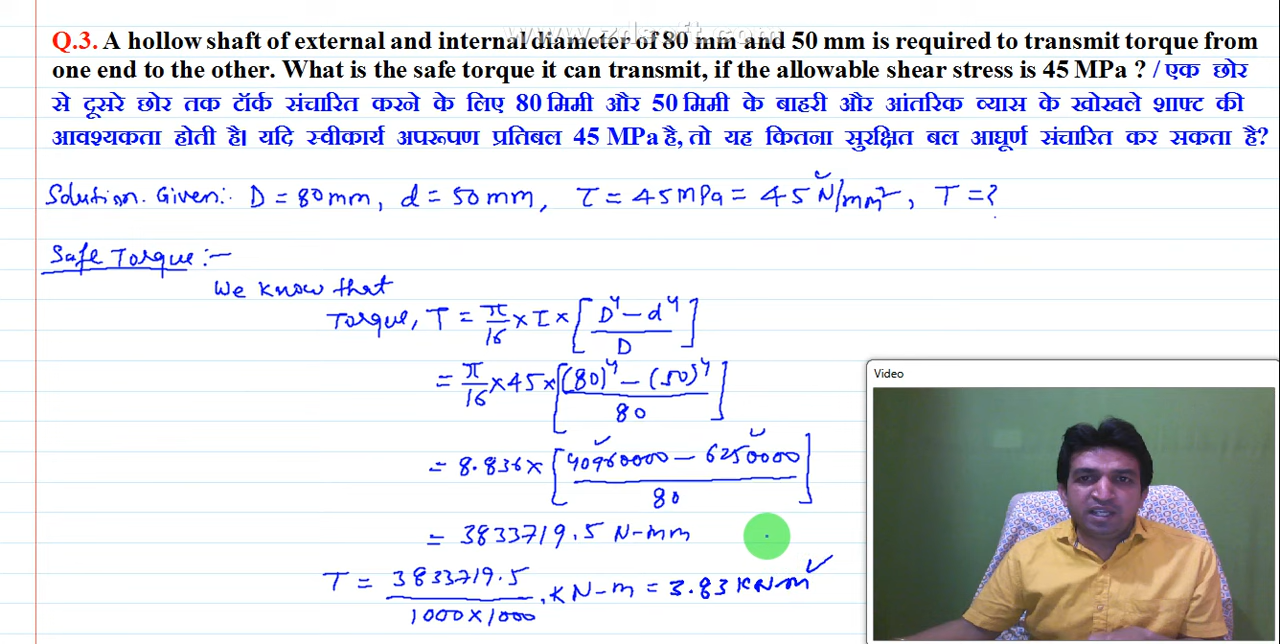 www.zdsoft.com
Q.3. A hollow shaft of external and internal diameter of 80 mm and 50 mm is required to transmit torque from
one end to the other. What is the safe torque it can transmit, if the allowable shear stress is 45 MPa ? / एक छोर
से दूसरे छोर तक टॉर्क संचारित करने के लिए 80 मिमी और 50 मिमी के बाहरी और आंतरिक व्यास के खोखले शाफ्ट की
आवश्यकता होती है। यदि स्वीकार्य अपरूपण प्रतिबल 45 MPa है, तो यह कितना सुरक्षित बल आघूर्ण संचारित कर सकता है?
Solution. Given:- D = 80mm, d = 50mm, τ = 45MPa = 45 N/mm², T = ?
Safe Torque :-
We know that
Torque, T = π/16 × τ × [D⁴ - d⁴ / D]
= π/16 × 45 × [(80)⁴ - (50)⁴ / 80]
= 8.836 × [40960000 - 6250000 / 80]
= 3833719.5 N-mm
T = 3833719.5 / 1000×1000 . KN-m = 3.83 KN-m
Video